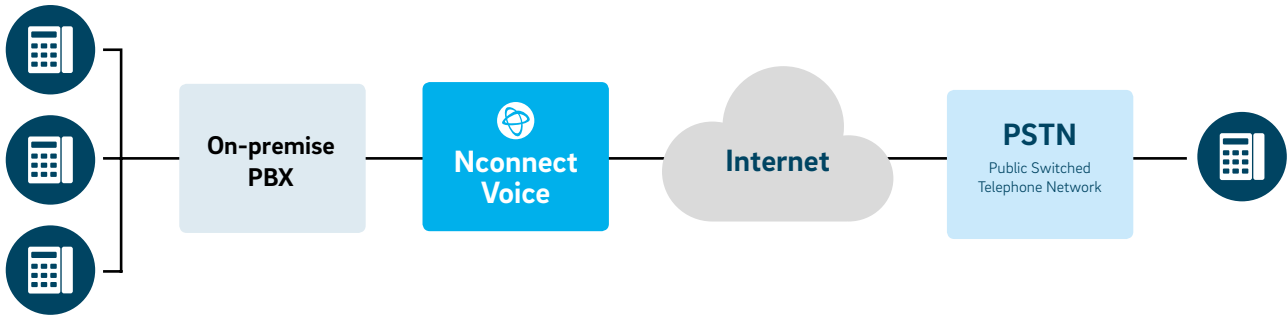 On-premise
PBX
Nconnect
Voice
Internet
PSTN
Public Switched
Telephone Network